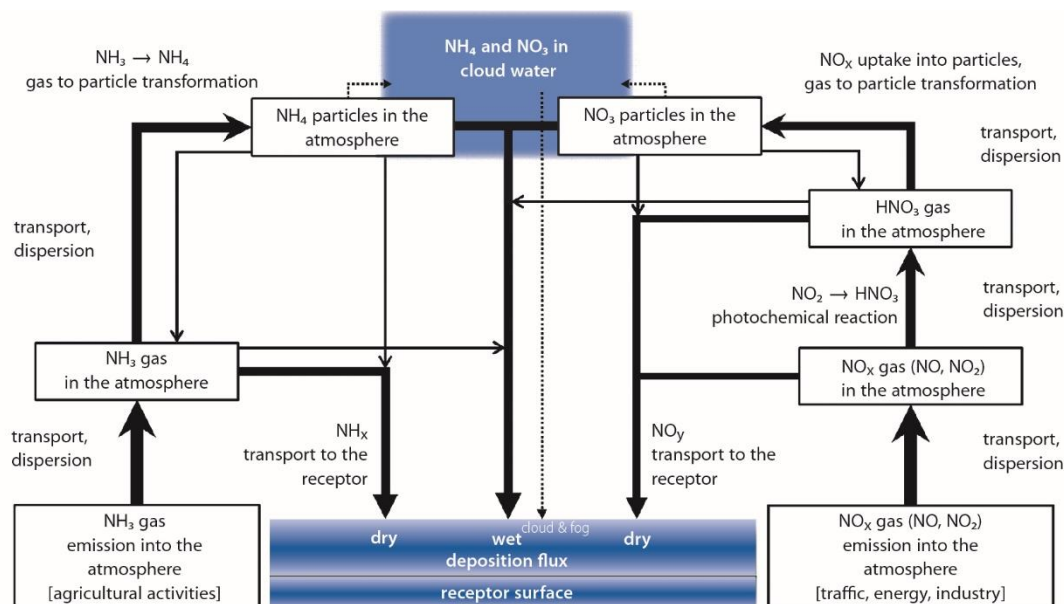 NH₃ → NH₄
gas to particle transformation
NH₄ and NO₃ in
cloud water
NOₓ uptake into particles,
gas to particle transformation
NH₄ particles in the
atmosphere
NO₃ particles in the
atmosphere
transport,
dispersion
HNO₃ gas
in the atmosphere
transport,
dispersion
NO₂ → HNO₃
photochemical reaction
transport,
dispersion
NH₃ gas
in the atmosphere
NOₓ gas (NO, NO₂)
in the atmosphere
transport,
dispersion
NHₓ
transport to the
receptor
NOy
transport to the
receptor
transport,
dispersion
NH₃ gas
emission into the
atmosphere
[agricultural activities]
cloud & fog
dry
wet
dry
deposition flux
receptor surface
NOₓ gas (NO, NO₂)
emission into the
atmosphere
[traffic, energy, industry]